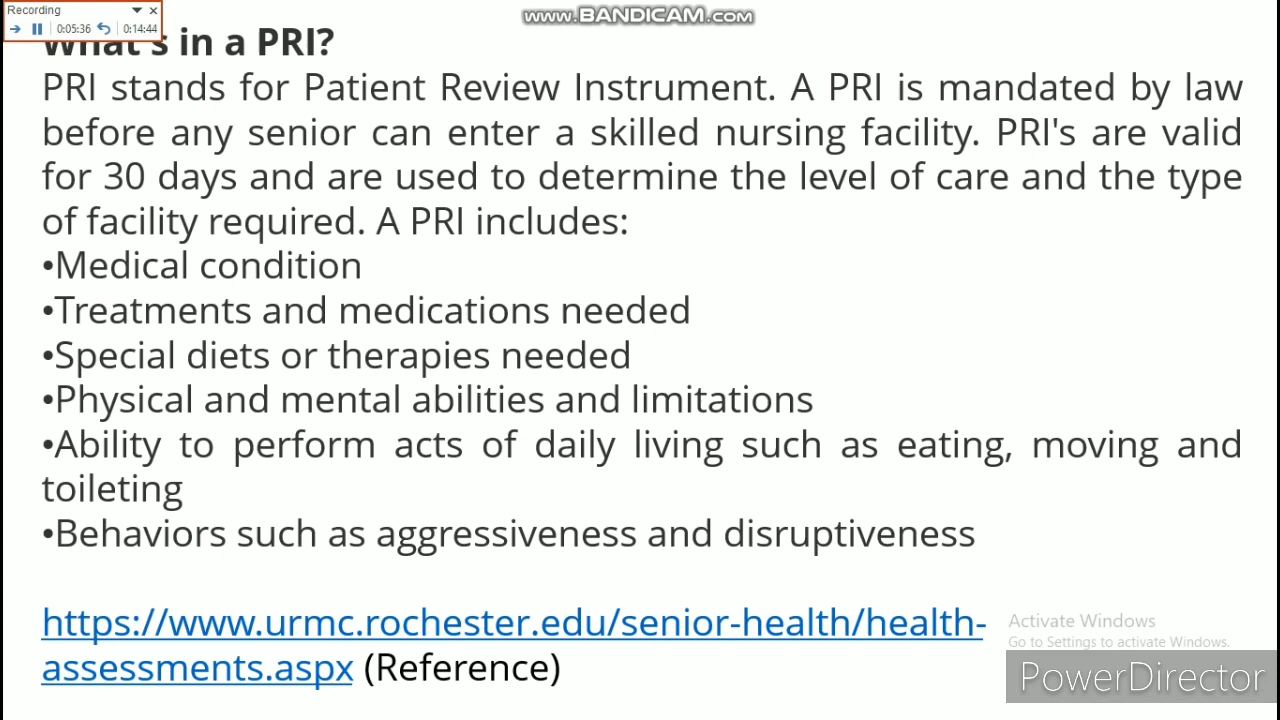 Recording
0:05:36 0:14:44
www.BANDICAM.com
What's in a PRI?
PRI stands for Patient Review Instrument. A PRI is mandated by law
before any senior can enter a skilled nursing facility. PRI's are valid
for 30 days and are used to determine the level of care and the type
of facility required. A PRI includes:
•Medical condition
•Treatments and medications needed
•Special diets or therapies needed
•Physical and mental abilities and limitations
•Ability to perform acts of daily living such as eating, moving and
toileting
•Behaviors such as aggressiveness and disruptiveness
https://www.urmc.rochester.edu/senior-health/health-
assessments.aspx (Reference)
Activate Windows
Go to Settings to activate Windows.
PowerDirector